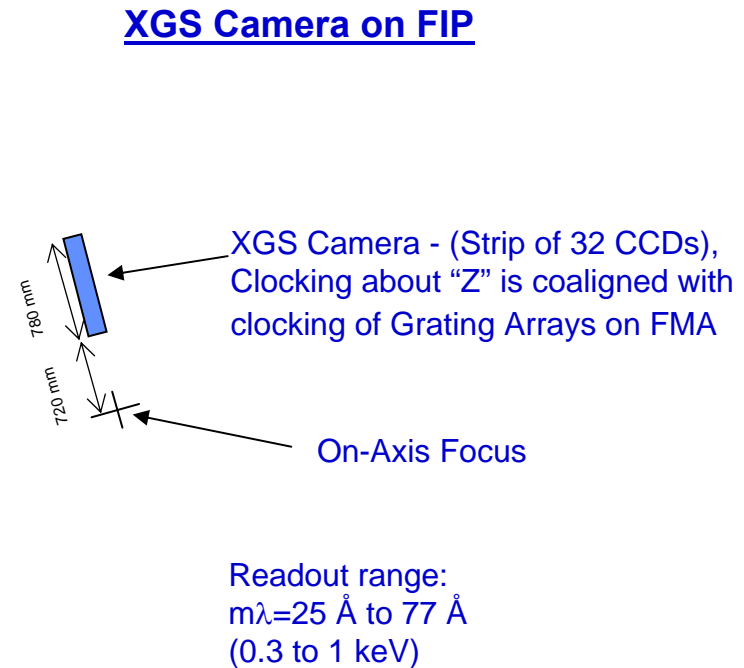 XGS Camera on FIP
XGS Camera - (Strip of 32 CCDs),
Clocking about “Z” is coaligned with
clocking of Grating Arrays on FMA
780 mm
720 mm
On-Axis Focus
Readout range:
mλ=25 Å to 77 Å
(0.3 to 1 keV)